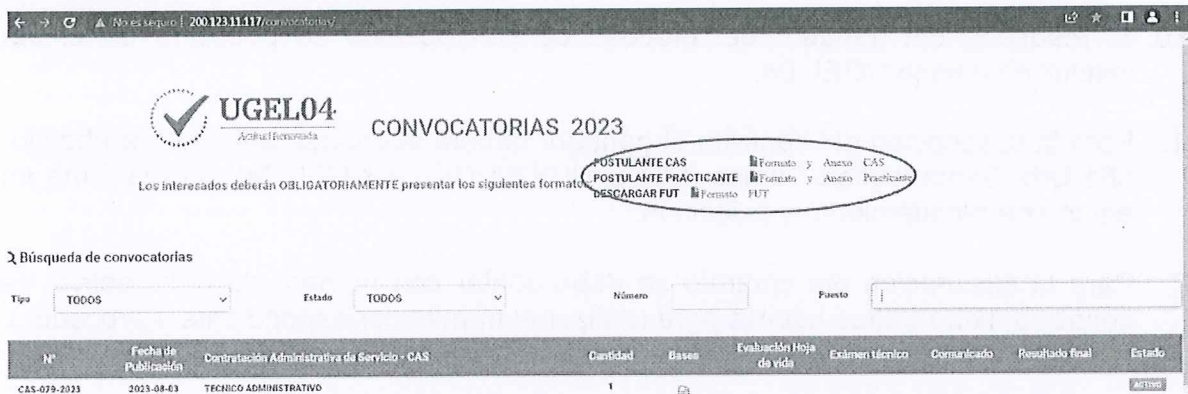 No es seguro | 200.123.11.117/convocatorias/
UGEL04
CONVOCATORIAS 2023
Los interesados deberán OBLIGATORIAMENTE presentar los siguientes formatos
POSTULANTE CAS Formato y Anexo CAS
POSTULANTE PRACTICANTE Formato y Anexo Practicante
DESCARGAR FUT Formato FUT
Búsqueda de convocatorias
Tipo TODOS Estado TODOS Número Puesto
Nº Fecha de Publicación Contratación Administrativa de Servicio - CAS Cantidad Bases Evaluación Hoja de vida Exámen técnico Comunicado Resultado final Estado
CAS-079-2023 2023-08-03 TECNICO ADMINISTRATIVO 1 ACTIVO